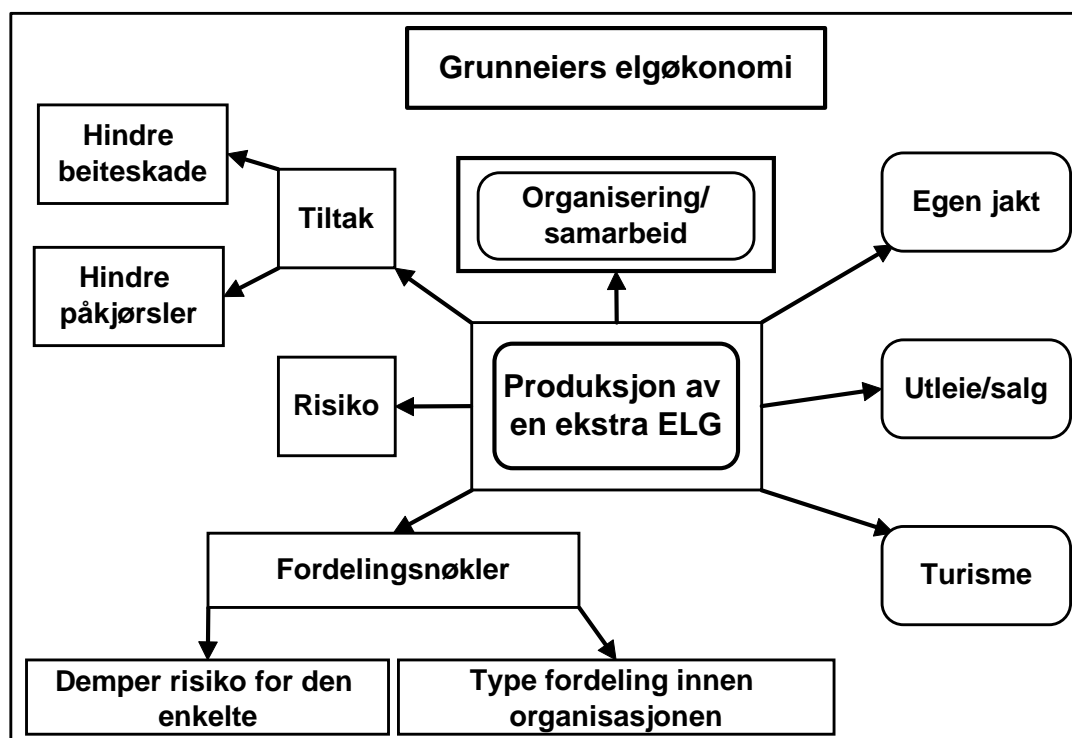 Grunneiers elgøkonomi
Hindre
beiteskade
Tiltak
Organisering/
samarbeid
Egen jakt
Hindre
påkjørsler
Risiko
Produksjon av
en ekstra ELG
Utleie/salg
Fordelingsnøkler
Turisme
Demper risiko for den
enkelte
Type fordeling innen
organisasjonen